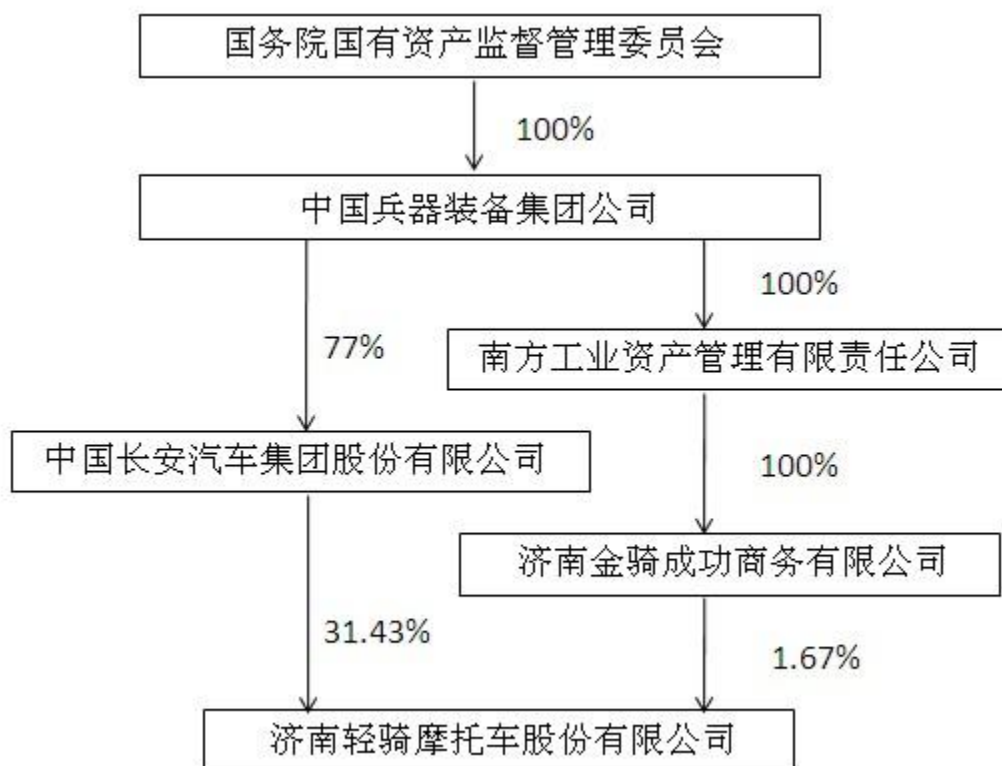 国务院国有资产监督管理委员会
100%
中国兵器装备集团公司
100%
77%
南方工业资产管理有限责任公司
中国长安汽车集团股份有限公司
100%
济南金骑成功商务有限公司
31.43%
1.67%
济南轻骑摩托车股份有限公司